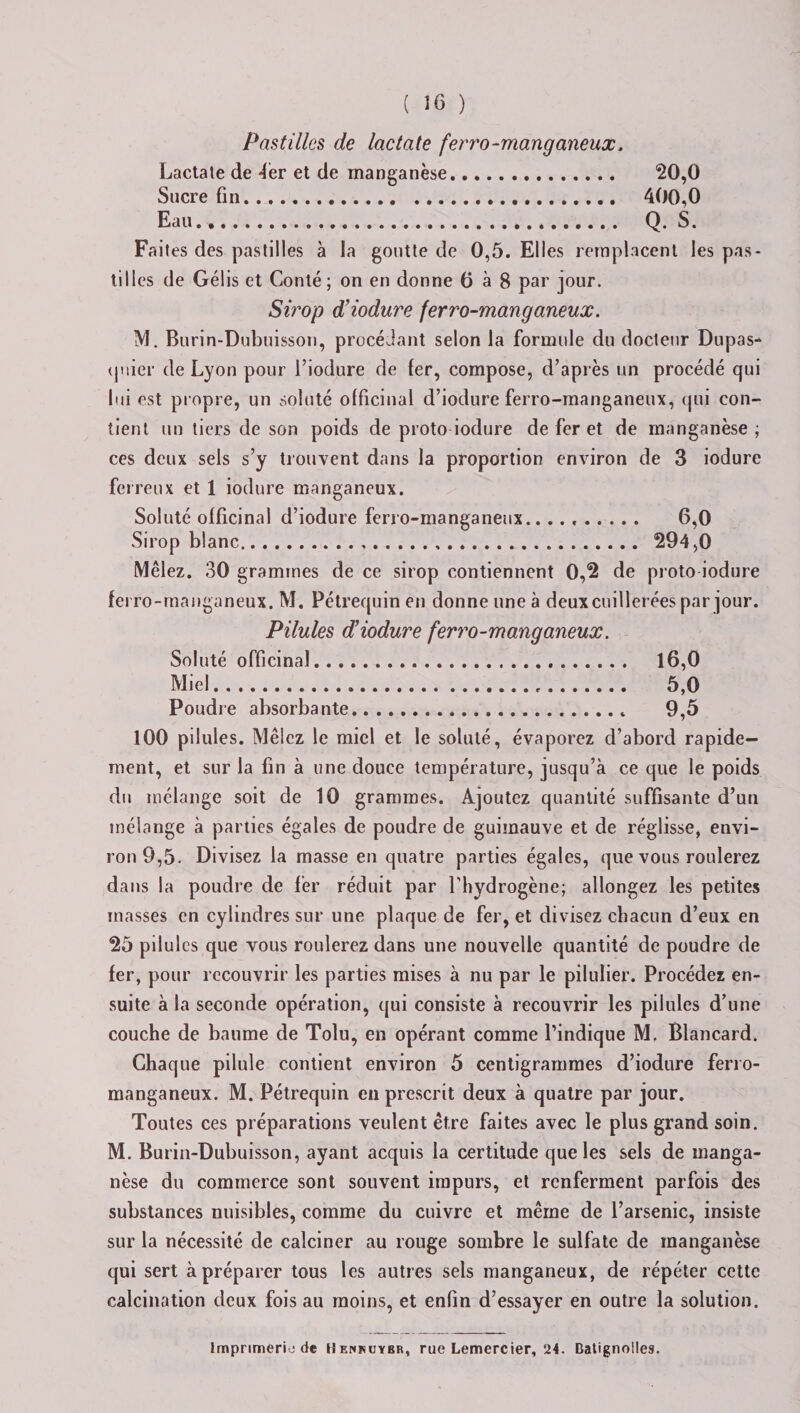 ( 16 )
Pastilles de lactate ferro-manganeux.
Lactate de 4er et de manganèse............... 20,0
Sucre fin............. .................. 400,0
Eau................................... Q. S.
Faites des pastilles à la goutte de 0,5. Elles remplacent les pas-
tilles de Gélis et Conté; on en donne 6 à 8 par jour.
Sirop d'iodure ferro-manganeux.
M. Burin-Dubuisson, procédant selon la formule du docteur Dupas-
quier de Lyon pour l'iodure de fer, compose, d'après un procédé qui
lui est propre, un soluté officinal d'iodure ferro-manganeux, qui con-
tient un tiers de son poids de proto-iodure de fer et de manganèse ;
ces deux sels s'y trouvent dans la proportion environ de 3 iodure
ferreux et 1 iodure manganeux.
Soluté officinal d'iodure ferro-manganeux........... 6,0
Sirop blanc.................................. 294,0
Mêlez. 30 grammes de ce sirop contiennent 0,2 de proto-iodure
ferro-manganeux. M. Pétrequin en donne une à deux cuillerées par jour.
Pilules d'iodure ferro-manganeux.
Soluté officinal........................... 16,0
Miel................................... 5,0
Poudre absorbante........................ 9,5
100 pilules. Mêlez le miel et le soluté, évaporez d'abord rapide-
ment, et sur la fin à une douce température, jusqu'à ce que le poids
du mélange soit de 10 grammes. Ajoutez quantité suffisante d'un
mélange à parties égales de poudre de guimauve et de réglisse, envi-
ron 9,5. Divisez la masse en quatre parties égales, que vous roulerez
dans la poudre de fer réduit par l'hydrogène; allongez les petites
masses en cylindres sur une plaque de fer, et divisez chacun d'eux en
25 pilules que vous roulerez dans une nouvelle quantité de poudre de
fer, pour recouvrir les parties mises à nu par le pilulier. Procédez en-
suite à la seconde opération, qui consiste à recouvrir les pilules d'une
couche de baume de Tolu, en opérant comme l'indique M. Blancard.
Chaque pilule contient environ 5 centigrammes d'iodure ferro-
manganeux. M. Pétrequin en prescrit deux à quatre par jour.
Toutes ces préparations veulent être faites avec le plus grand soin.
M. Burin-Dubuisson, ayant acquis la certitude que les sels de manga-
nèse du commerce sont souvent impurs, et renferment parfois des
substances nuisibles, comme du cuivre et même de l'arsenic, insiste
sur la nécessité de calciner au rouge sombre le sulfate de manganèse
qui sert à préparer tous les autres sels manganeux, de répéter cette
calcination deux fois au moins, et enfin d'essayer en outre la solution.
Imprimerie de HENNUYER, rue Lemercier, 24. Batignolles.